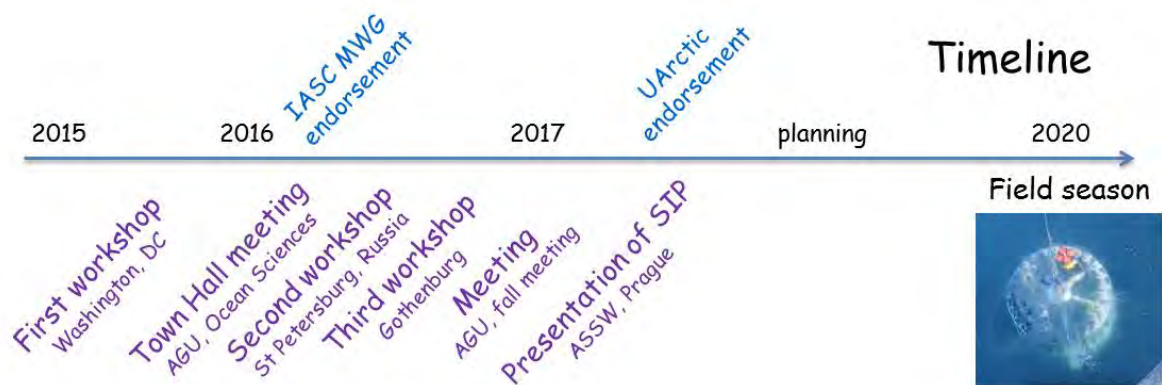 Timeline
IASC MWG
endorsement
UArctic
endorsement
2015
2016
2017
planning
2020
First workshop
Washington, DC
Town Hall meeting
AGU, Ocean Sciences
Second workshop
St Petersburg, Russia
Third workshop
Gothenburg
Meeting
AGU, fall meeting
Presentation of SIP
ASSW, Prague
Field season